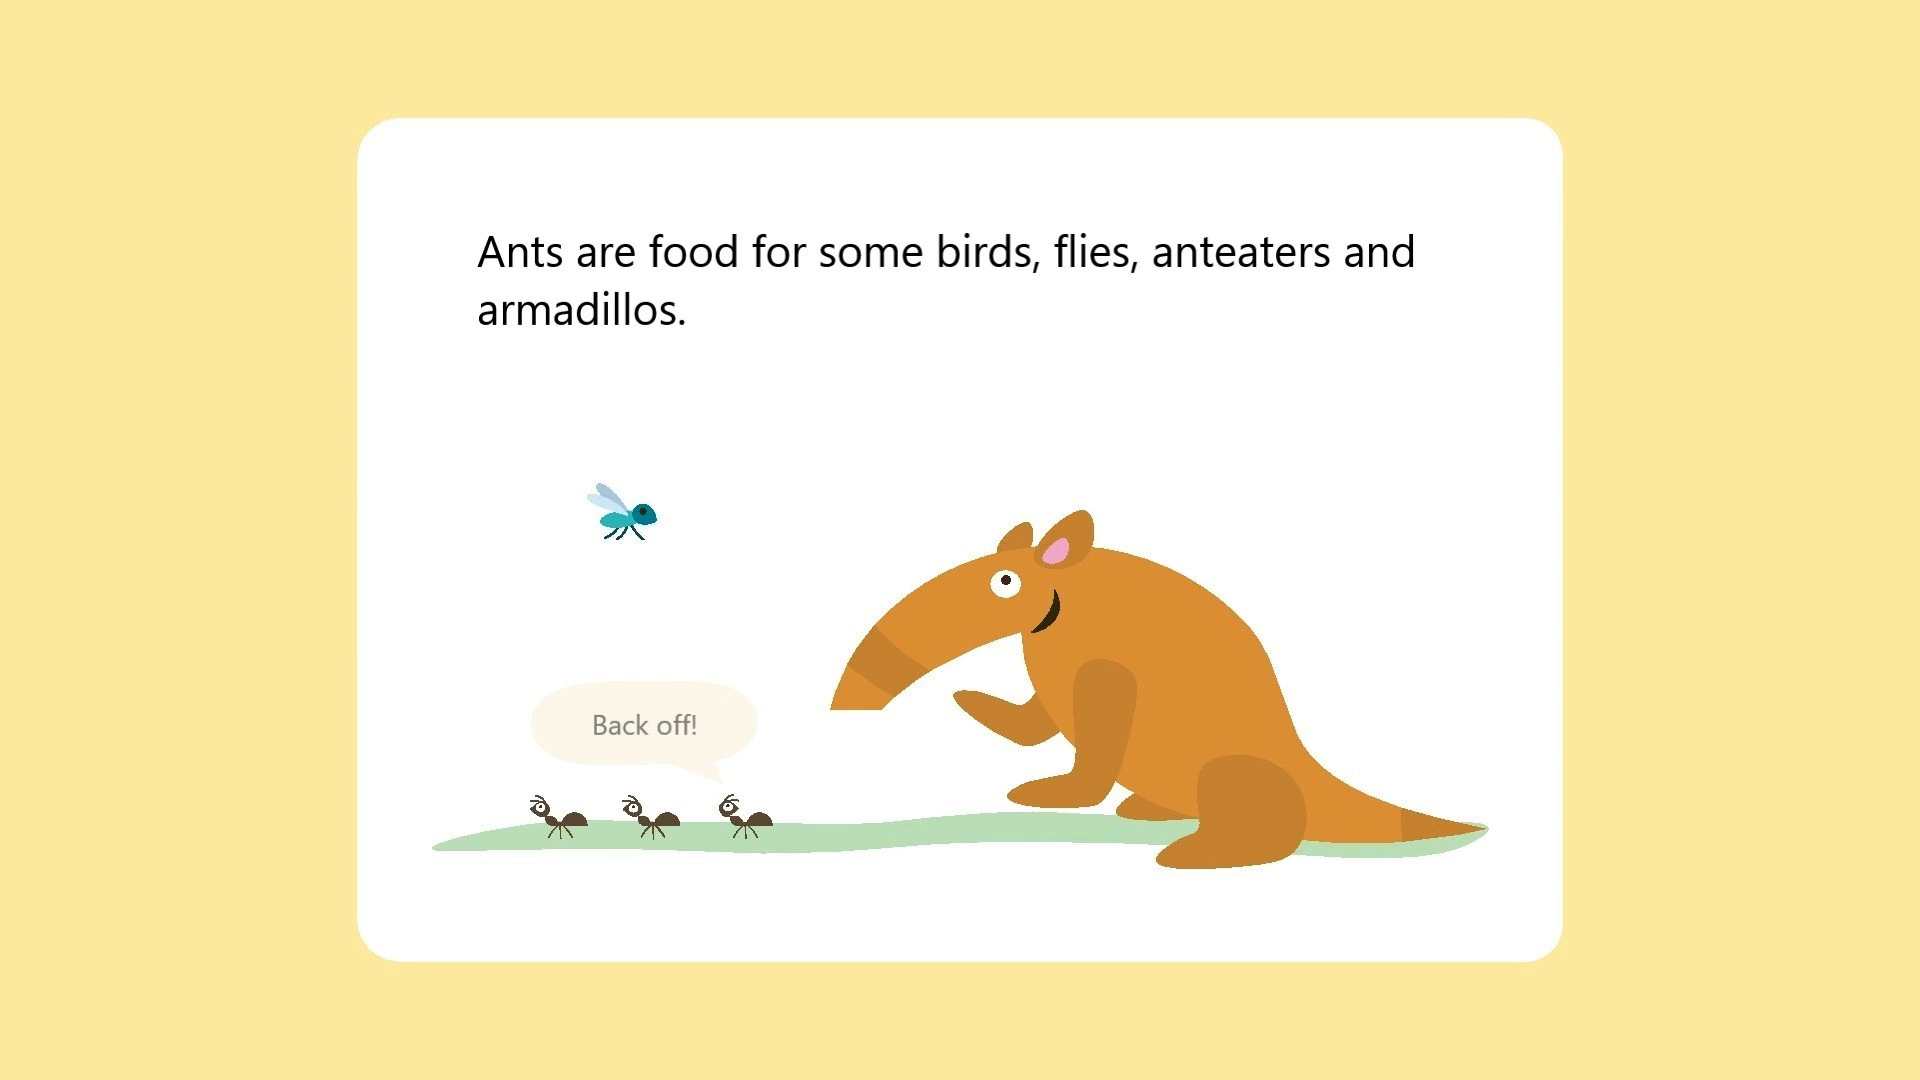 Ants are food for some birds, flies, anteaters and
armadillos.
Back off!